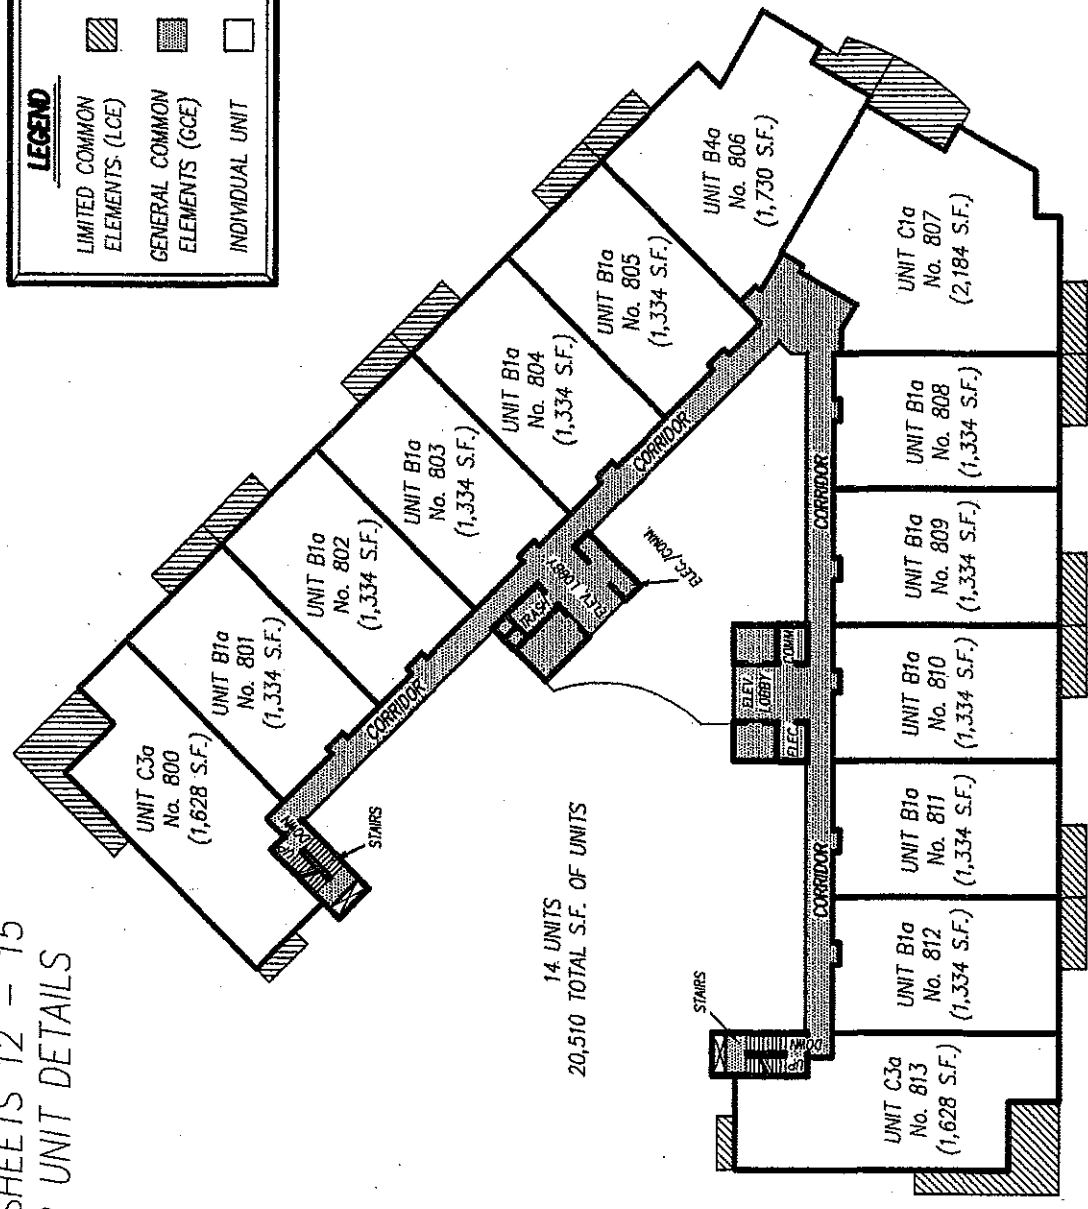 SHEETS 12 - 15
UNIT DETAILS
LEGEND
LIMITED COMMON
ELEMENTS (LCE)
GENERAL COMMON
ELEMENTS (GCE)
INDIVIDUAL UNIT
UNIT C3a
No. 800
(1,628 S.F.)
UNIT B1a
No. 801
(1,334 S.F.)
UNIT B1a
No. 802
(1,334 S.F.)
UNIT B1a
No. 803
(1,334 S.F.)
UNIT B1a
No. 804
(1,334 S.F.)
UNIT B1a
No. 805
(1,334 S.F.)
UNIT B4a
No. 806
(1,730 S.F.)
UNIT C1a
No. 807
(2,184 S.F.)
UNIT B1a
No. 808
(1,334 S.F.)
UNIT B1a
No. 809
(1,334 S.F.)
UNIT B1a
No. 810
(1,334 S.F.)
UNIT B1a
No. 811
(1,334 S.F.)
UNIT B1a
No. 812
(1,334 S.F.)
UNIT C3a
No. 813
(1,628 S.F.)
CORRIDOR
CORRIDOR
CORRIDOR
CORRIDOR
STAIRS
UP
DOWN
TRASH
ELEV. LOBBY
ELEC./COMM.
ELEV.
LOBBY
COMM
ELEC.
STAIRS
UP
DOWN
14 UNITS
20,510 TOTAL S.F. OF UNITS